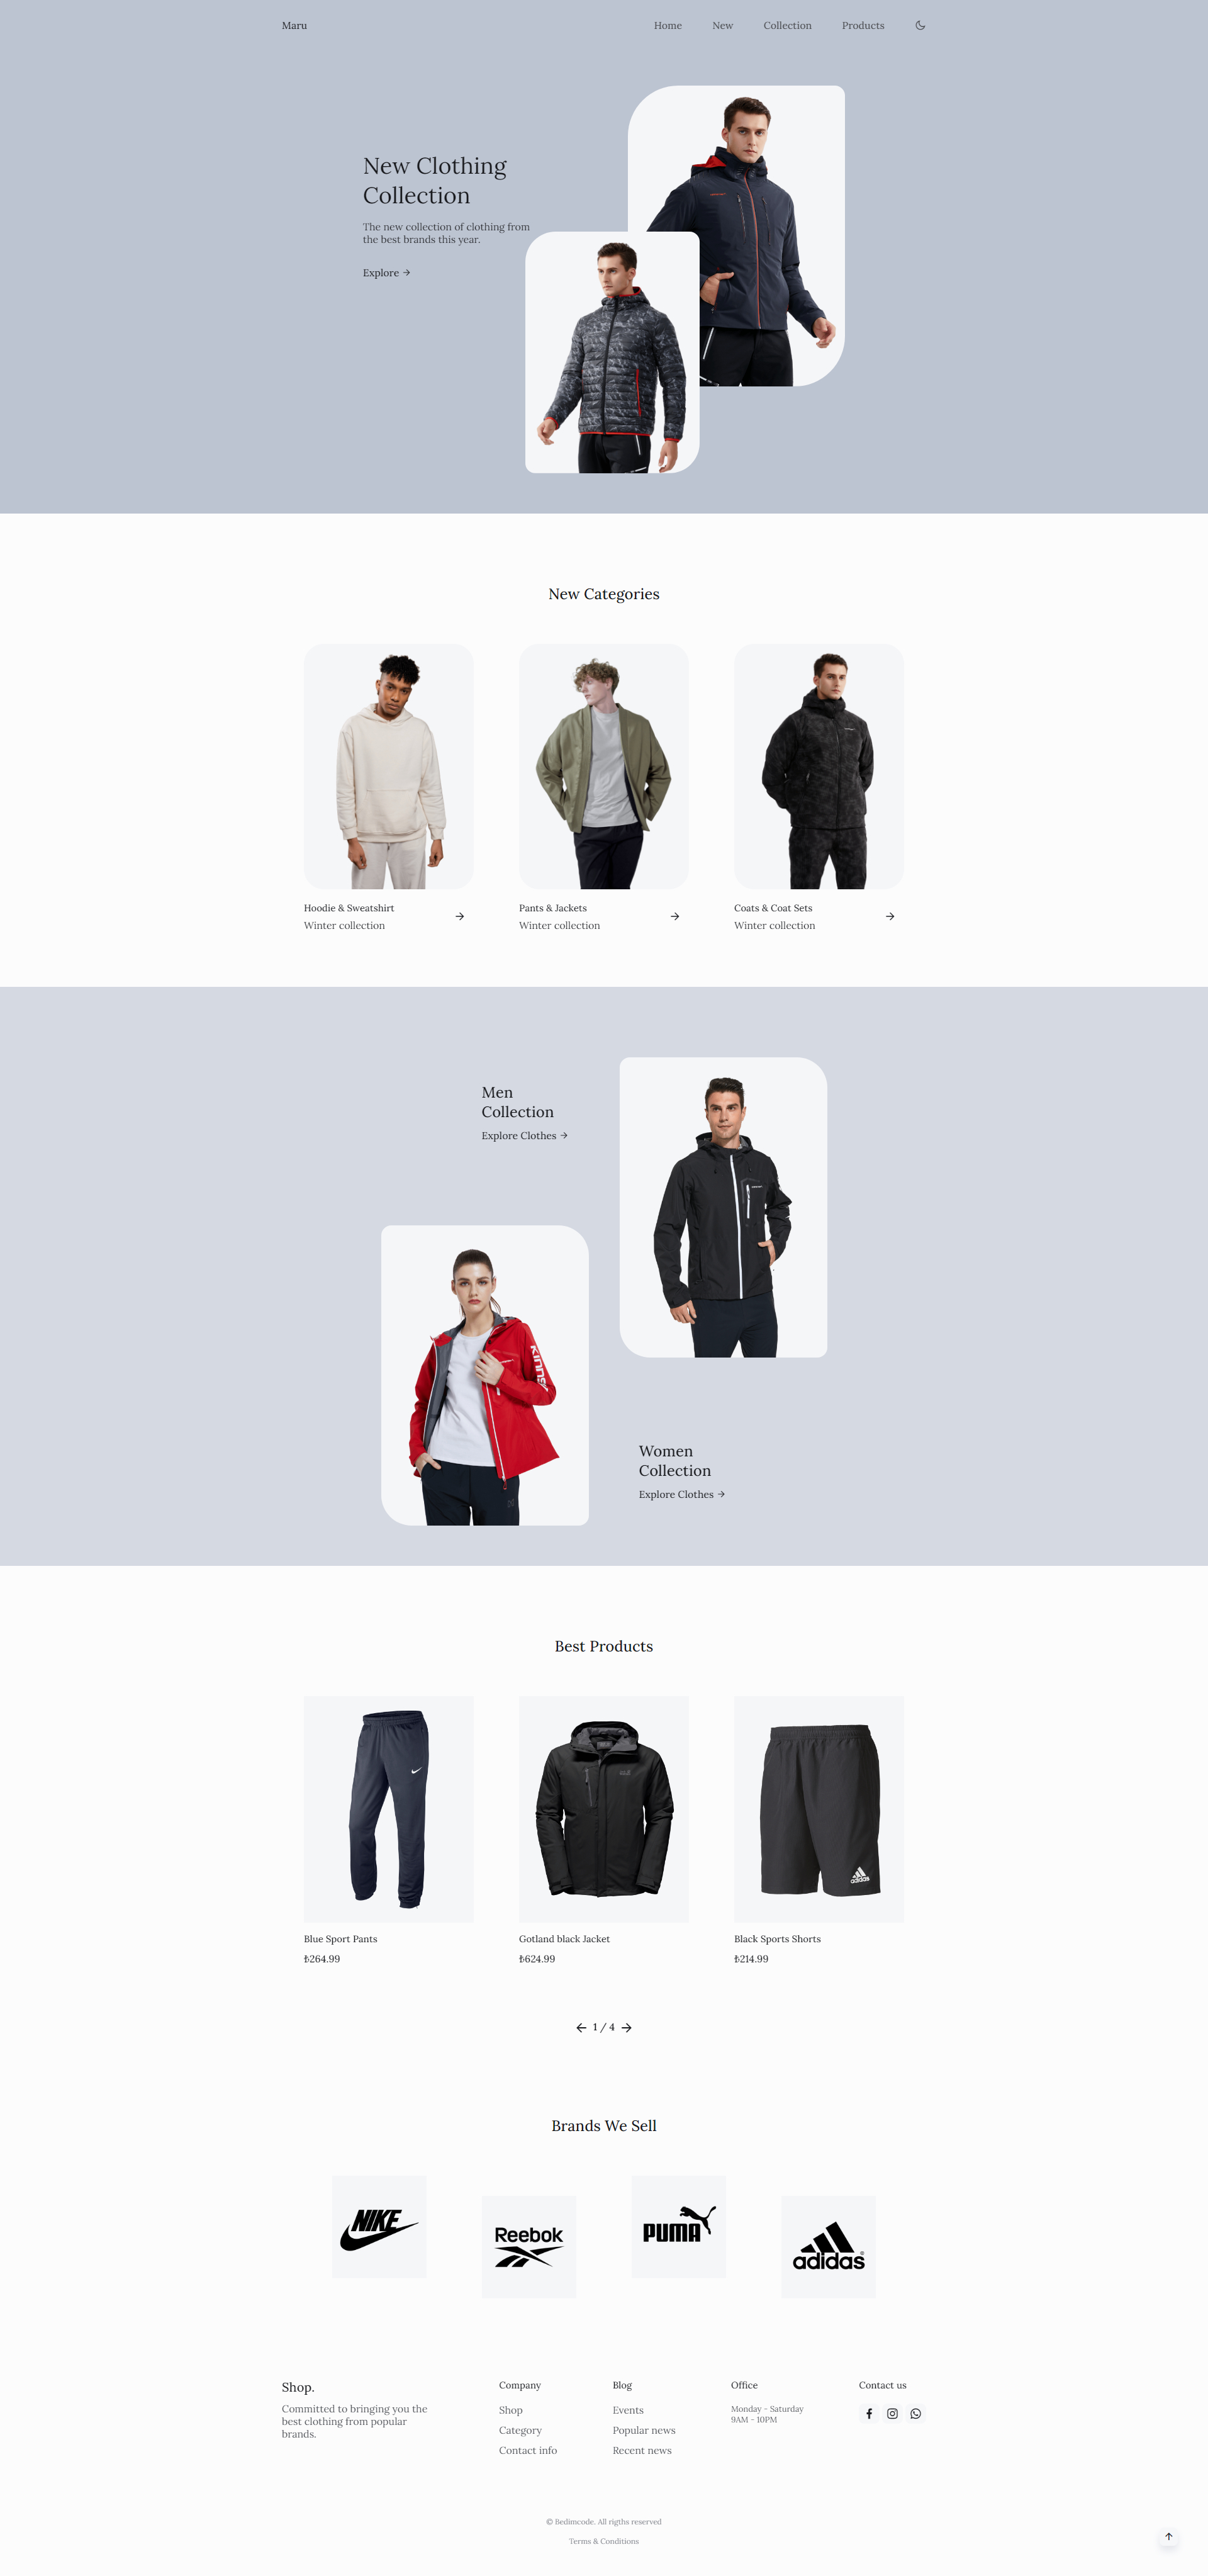 Maru
Home
New
Collection
Products
New Clothing
Collection
The new collection of clothing from
the best brands this year.
Explore →
New Categories
Hoodie & Sweatshirt
Winter collection
Pants & Jackets
Winter collection
Coats & Coat Sets
Winter collection
Men
Collection
Explore Clothes →
KINNS
Women
Collection
Explore Clothes →
Best Products
adidas
Blue Sport Pants
₺264.99
Gotland black Jacket
₺624.99
Black Sports Shorts
₺214.99
← 1 / 4 →
Brands We Sell
NIKE
Reebok
PUMA
adidas®
Shop.
Committed to bringing you the
best clothing from popular
brands.
Company
Shop
Category
Contact info
Blog
Events
Popular news
Recent news
Office
Monday - Saturday
9AM - 10PM
Contact us
© Bedimcode. All rigths reserved
Terms & Conditions